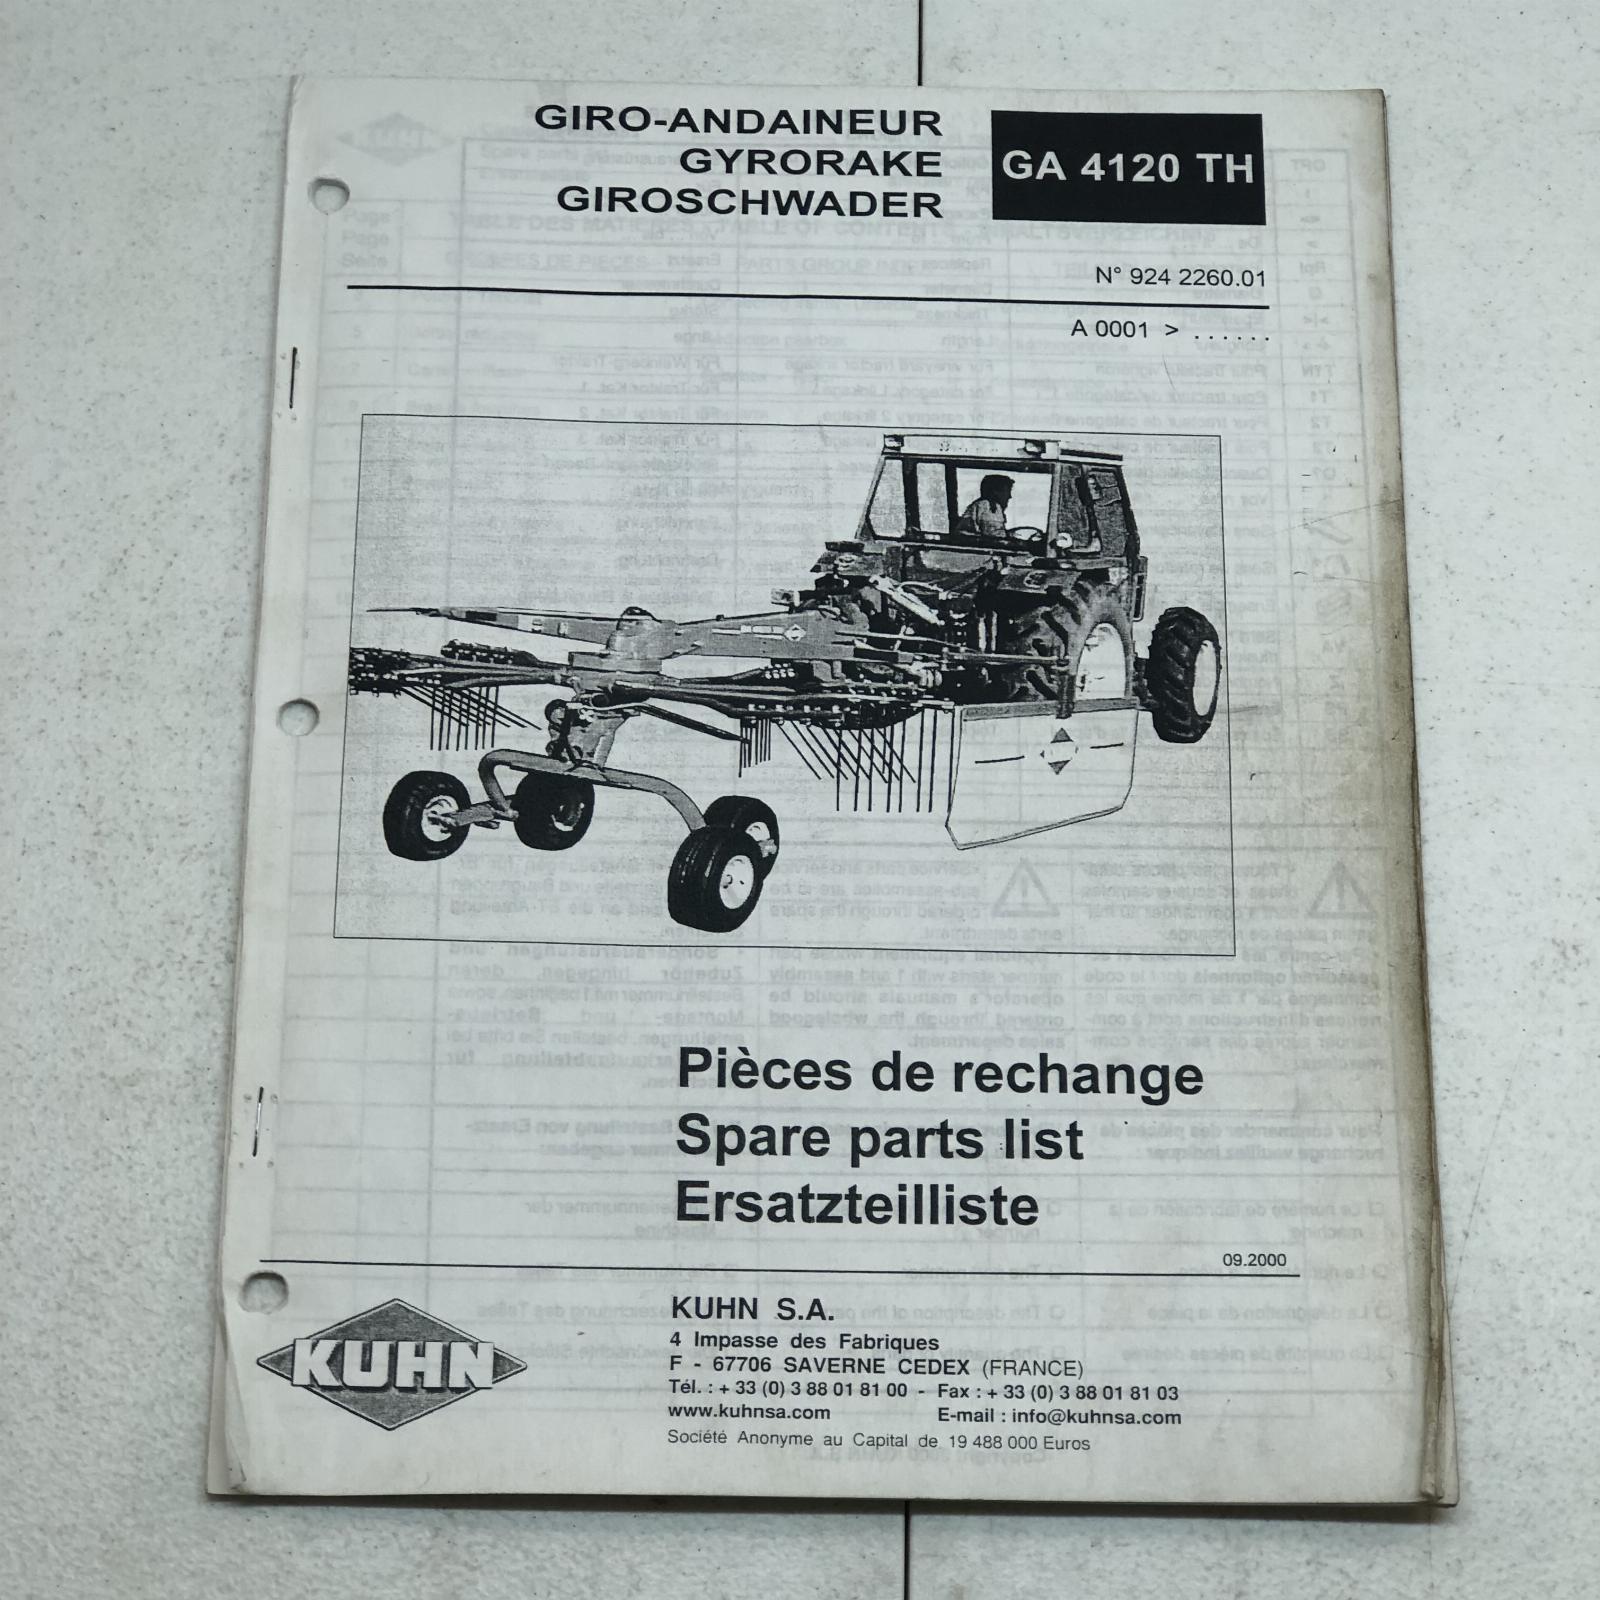 GIRO-ANDAINEUR
GYRORAKE
GIROSCHWADER
GA 4120 TH
N° 924 2260.01
A 0001 > ......
Pièces de rechange
Spare parts list
Ersatzteilliste
09.2000
KUHN
KUHN S.A.
4 Impasse des Fabriques
F - 67706 SAVERNE CEDEX (FRANCE)
Tél. : + 33 (0) 3 88 01 81 00 - Fax : + 33 (0) 3 88 01 81 03
www.kuhnsa.com E-mail : info@kuhnsa.com
Société Anonyme au Capital de 19 488 000 Euros